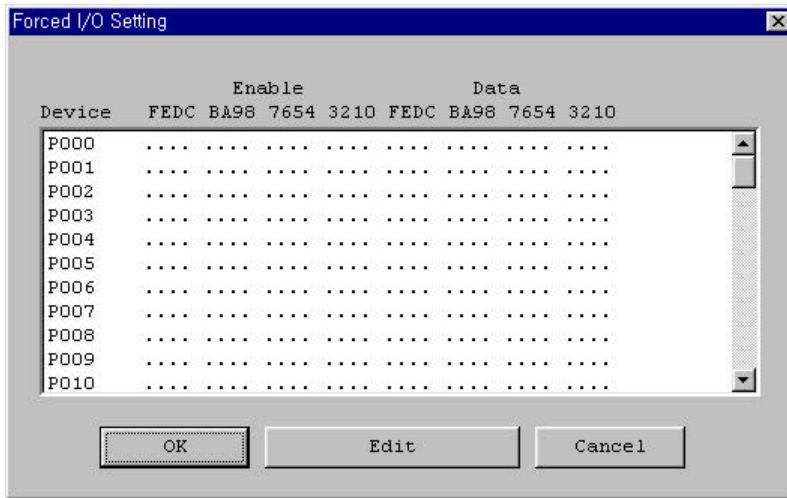 Forced I/O Setting
Enable Data
Device FEDC BA98 7654 3210 FEDC BA98 7654 3210
P000 .... .... .... .... .... .... .... ....
P001 .... .... .... .... .... .... .... ....
P002 .... .... .... .... .... .... .... ....
P003 .... .... .... .... .... .... .... ....
P004 .... .... .... .... .... .... .... ....
P005 .... .... .... .... .... .... .... ....
P006 .... .... .... .... .... .... .... ....
P007 .... .... .... .... .... .... .... ....
P008 .... .... .... .... .... .... .... ....
P009 .... .... .... .... .... .... .... ....
P010 .... .... .... .... .... .... .... ....
OK Edit Cancel